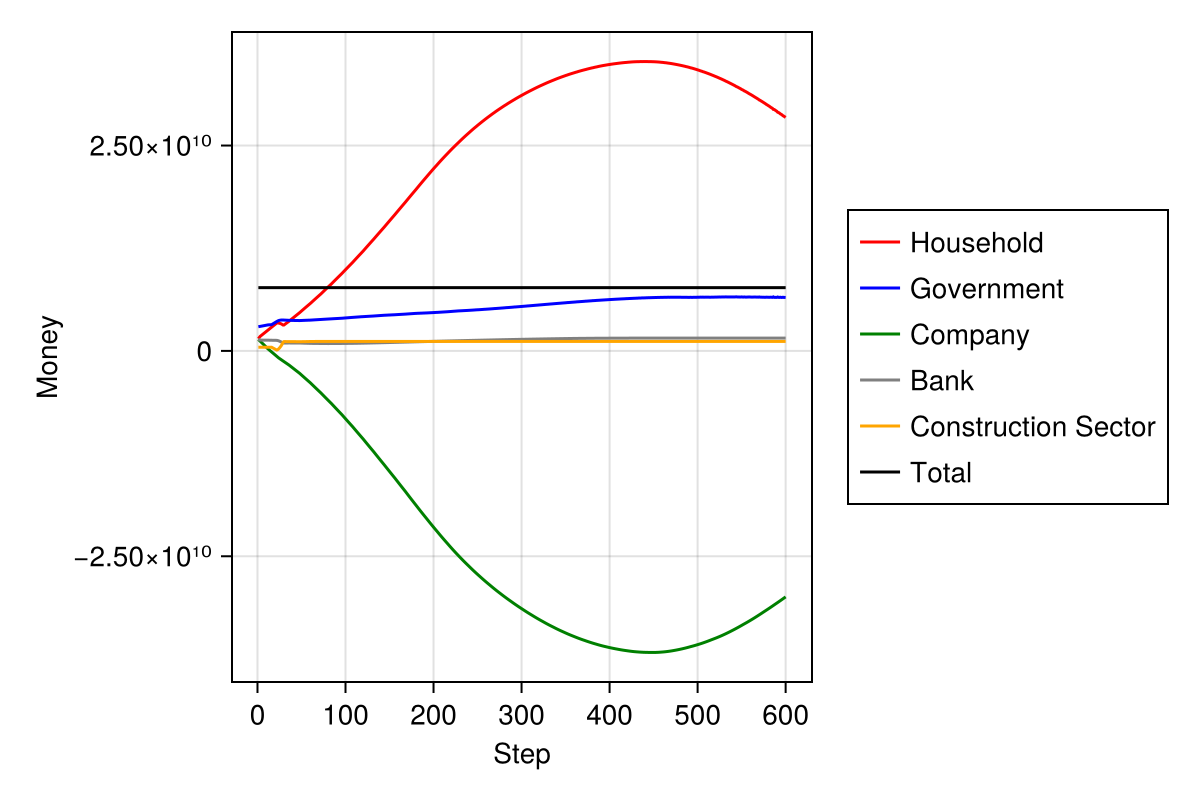 2.50×10¹⁰
0
−2.50×10¹⁰
Money
0 100 200 300 400 500 600
Step
Household
Government
Company
Bank
Construction Sector
Total